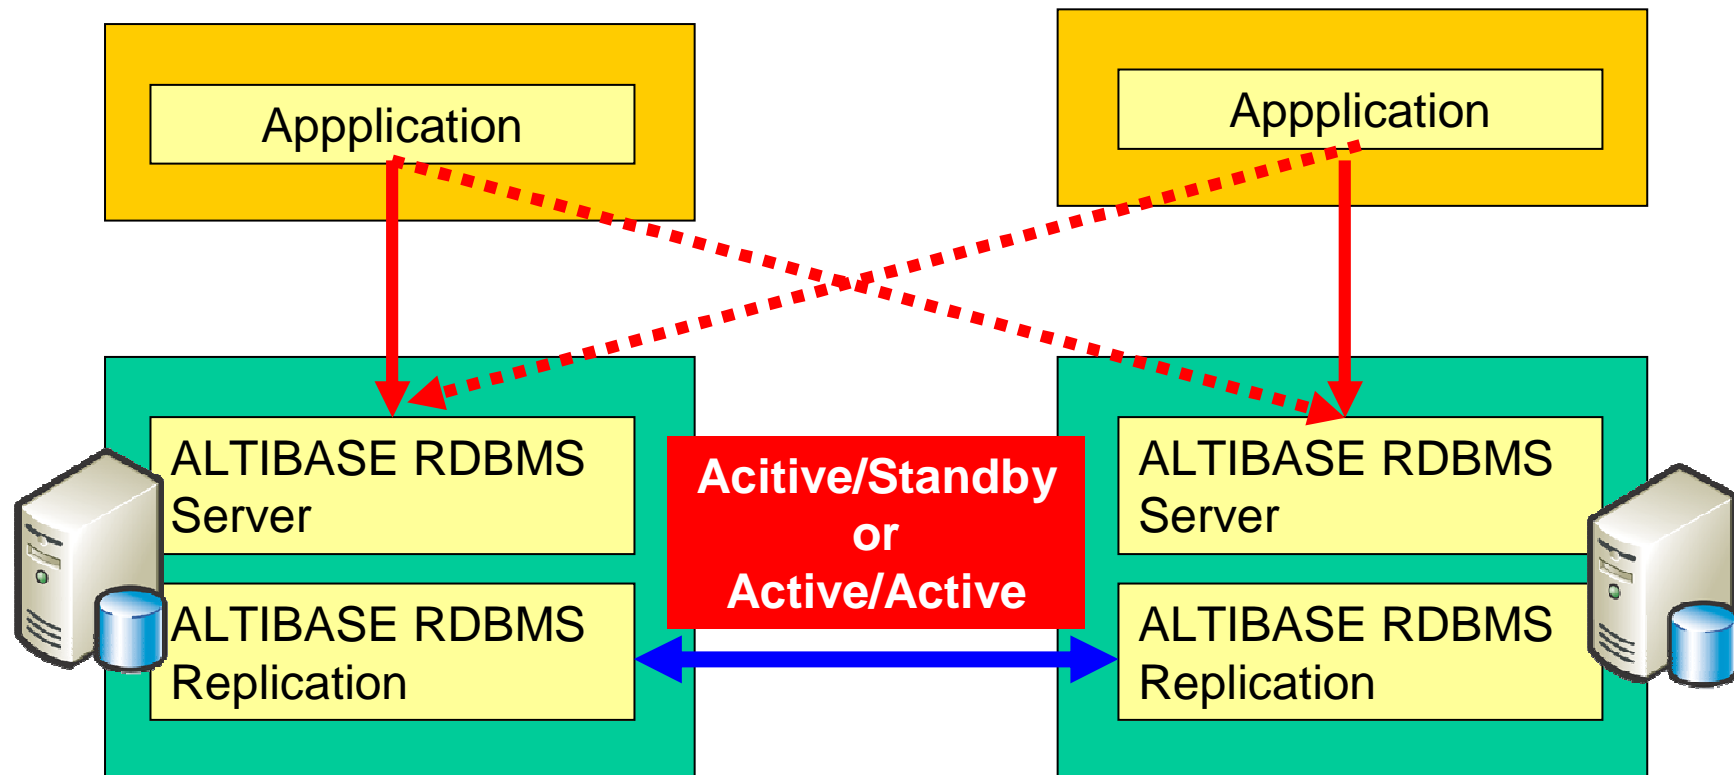 Appplication
Appplication
ALTIBASE RDBMS
Server
ALTIBASE RDBMS
Replication
Acitive/Standby
or
Active/Active
ALTIBASE RDBMS
Server
ALTIBASE RDBMS
Replication